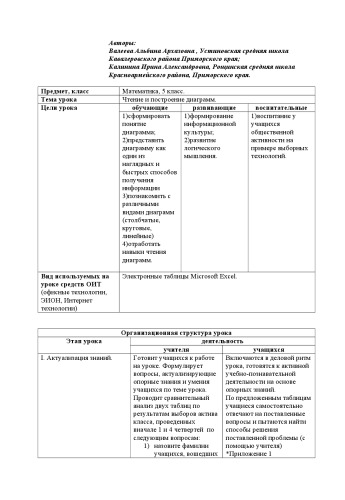 Авторы:
Валеева Альбина Архазовна , Устиновская средняя школа
Кавалеровского района Приморского края;
Калинина Ирина Александровна, Рощинская средняя школа
Красноармейского района, Приморского края.
Предмет, класс
Математика, 5 класс.
Тема урока
Чтение и построение диаграмм.
Цели урока
обучающие
развивающие
воспитательные
1)сформировать
понятие
диаграмма;
2)представить
диаграмму как
один из
наглядных и
быстрых способов
получения
информации
3)познакомить с
различными
видами диаграмм
(столбчатые,
круговые,
линейные)
4)отработать
навыки чтения
диаграмм.
1)формирование
информационной
культуры;
2)развитие
логического
мышления.
1)воспитание у
учащихся
общественной
активности на
примере выборных
технологий.
Вид используемых на
уроке средств ОИТ
(офисные технологии,
ЭИОН, Интернет
технологии)
Электронные таблицы Microsoft Excel.
Организационная структура урока
Этап урока
деятельность
учителя
учащихся
I. Актуализация знаний.
Готовит учащихся к работе
на уроке. Формулирует
вопросы, актуализирующие
опорные знания и умения
учащихся по теме урока.
Проводит сравнительный
анализ двух таблиц по
результатам выборов актива
класса, проведенных
вначале 1 и 4 четвертей по
следующим вопросам:
1) назовите фамилии
учащихся, вошедших
Включаются в деловой ритм
урока, готовятся к активной
учебно-познавательной
деятельности на основе
опорных знаний.
По предложенным таблицам
учащиеся самостоятельно
отвечают на поставленные
вопросы и пытаются найти
способы решения
поставленной проблемы (с
помощью учителя)
*Приложение 1